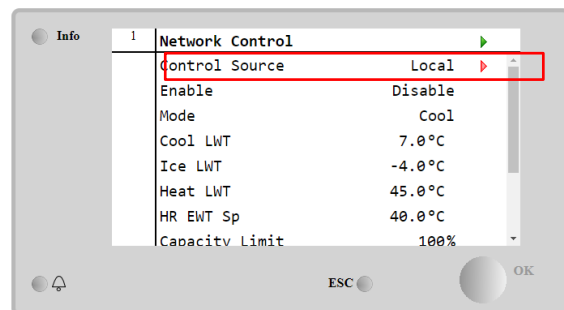 Info
1 Network Control
Control Source Local
Enable Disable
Mode Cool
Cool LWT 7.0°C
Ice LWT -4.0°C
Heat LWT 45.0°C
HR EWT Sp 40.0°C
Capacity Limit 100%
ESC
OK